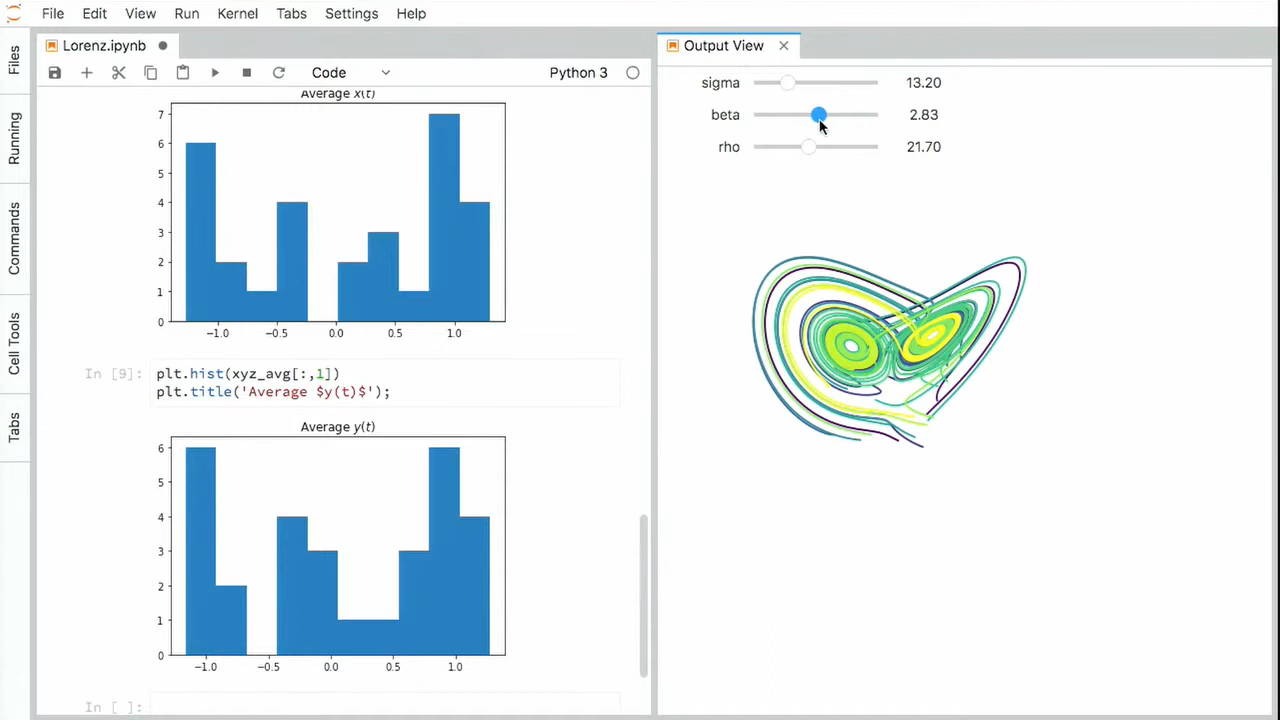 File Edit View Run Kernel Tabs Settings Help
Files
Running
Commands
Cell Tools
Tabs
Lorenz.ipynb
Code
Python 3
Average x(t)
7
6
5
4
3
2
1
0
−1.0 −0.5 0.0 0.5 1.0
In [9]: plt.hist(xyz_avg[:,1])
plt.title('Average $y(t)$');
Average y(t)
6
5
4
3
2
1
0
−1.0 −0.5 0.0 0.5 1.0
In [ ]:
Output View
sigma 13.20
beta 2.83
rho 21.70